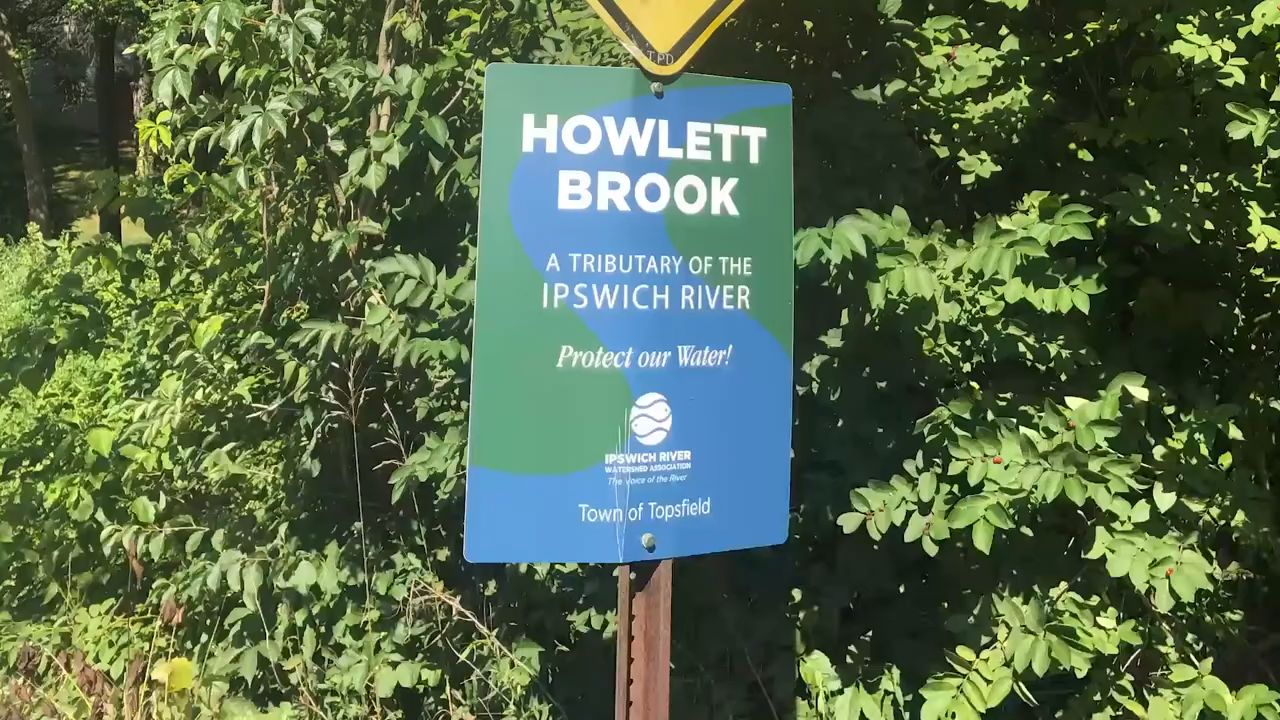 TPD
HOWLETT
BROOK
A TRIBUTARY OF THE
IPSWICH RIVER
Protect our Water!
IPSWICH RIVER
WATERSHED ASSOCIATION
The Voice of the River
Town of Topsfield